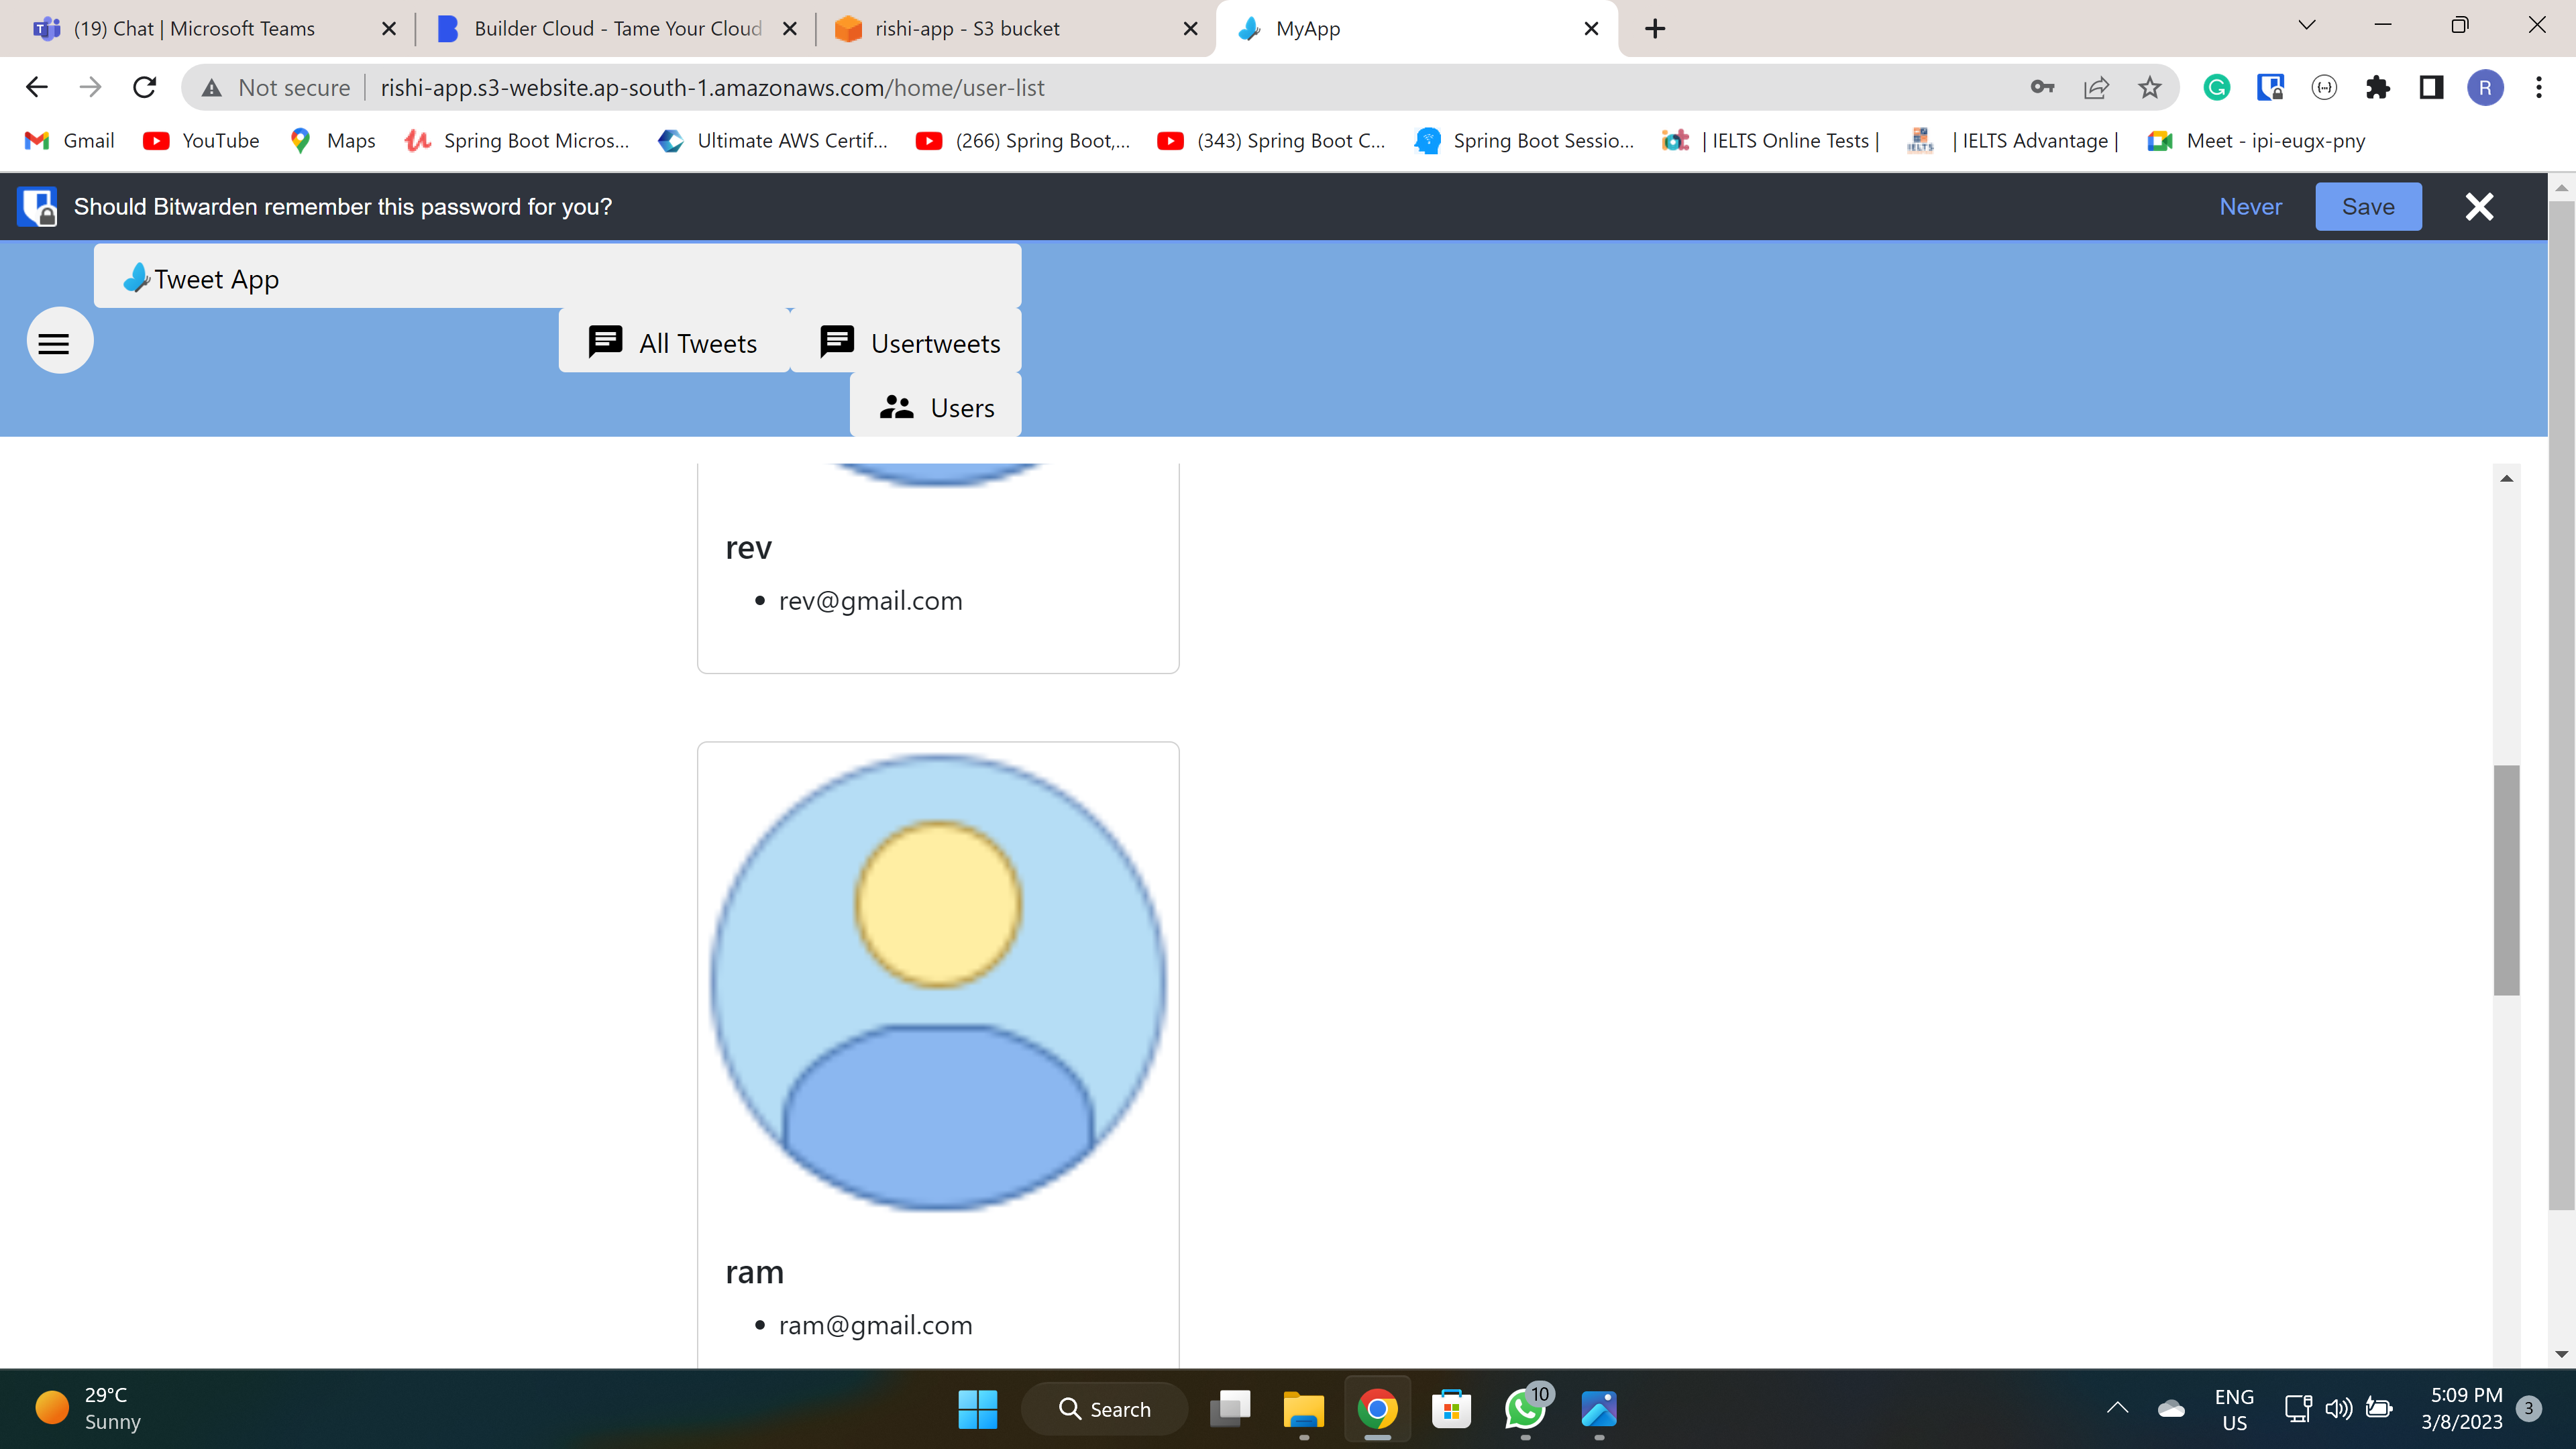 (19) Chat | Microsoft Teams
Builder Cloud - Tame Your Cloud
rishi-app - S3 bucket
MyApp
Not secure
rishi-app.s3-website.ap-south-1.amazonaws.com/home/user-list
R
Gmail
YouTube
Maps
Spring Boot Micros...
Ultimate AWS Certif...
(266) Spring Boot,...
(343) Spring Boot C...
Spring Boot Sessio...
| IELTS Online Tests |
| IELTS Advantage |
Meet - ipi-eugx-pny
Should Bitwarden remember this password for you?
Never
Save
Tweet App
All Tweets
Usertweets
Users
rev
rev@gmail.com
ram
ram@gmail.com
29°C
Sunny
Search
10
ENG
US
5:09 PM
3/8/2023
3